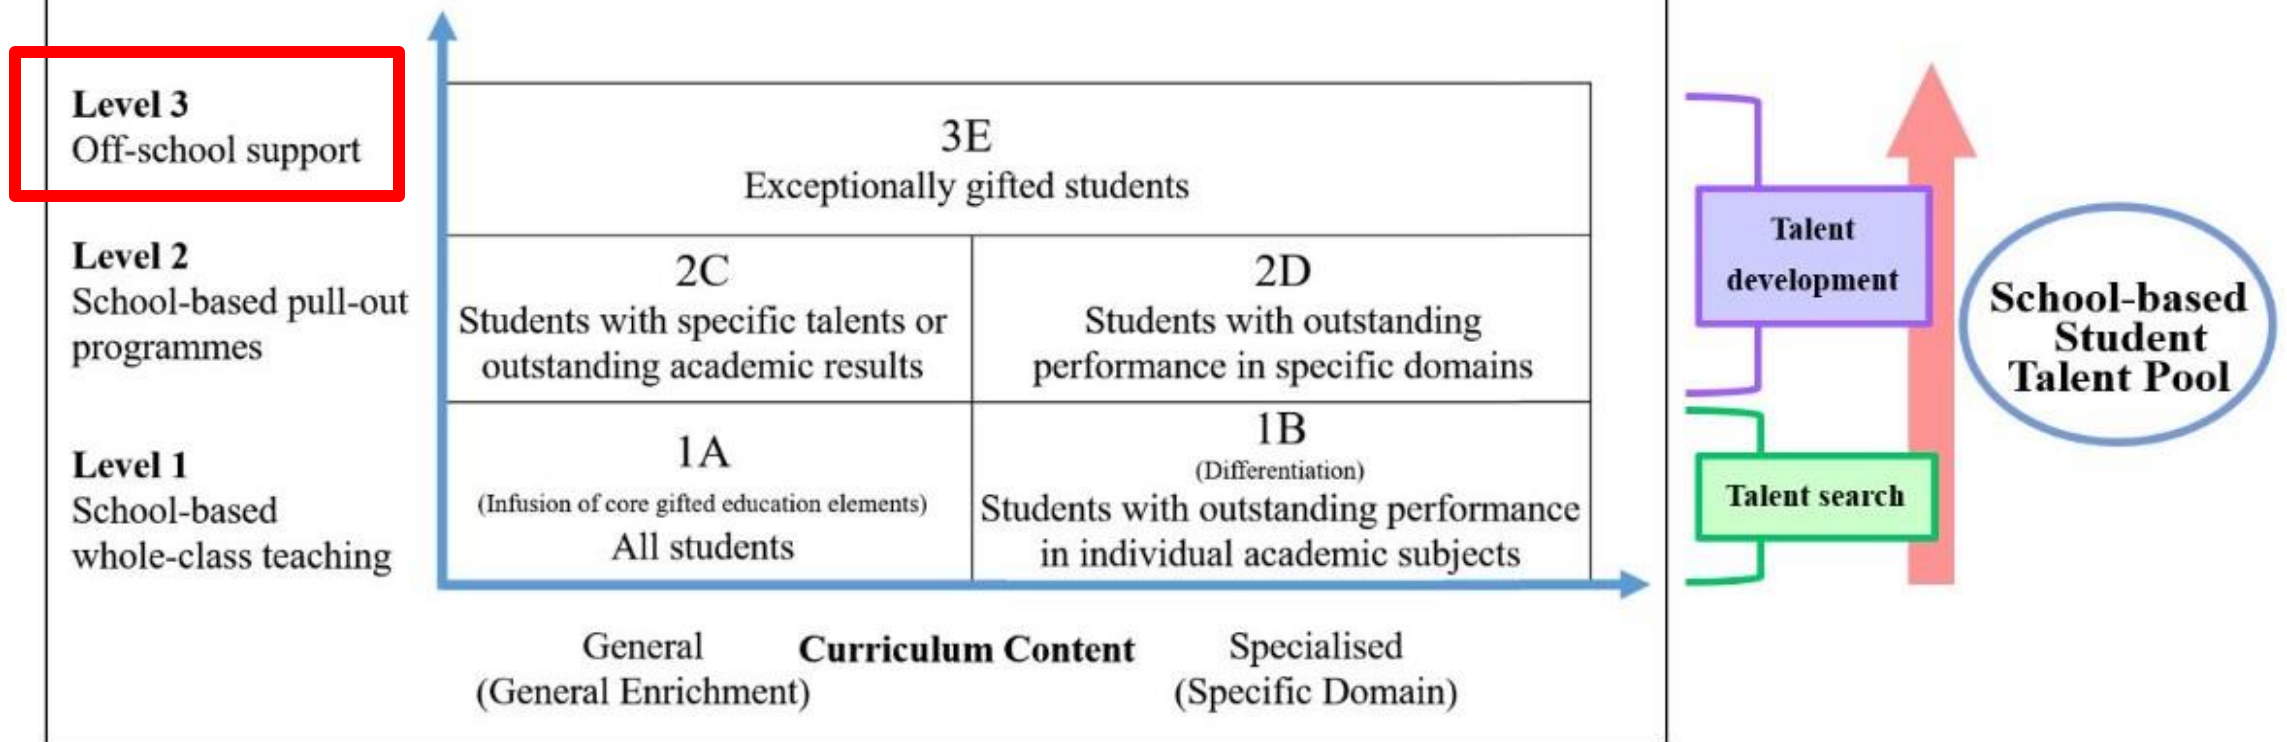 Level 3
Off-school support
3E
Exceptionally gifted students
Level 2
School-based pull-out
programmes
2C
Students with specific talents or
outstanding academic results
2D
Students with outstanding
performance in specific domains
Level 1
School-based
whole-class teaching
1A
(Infusion of core gifted education elements)
All students
1B
(Differentiation)
Students with outstanding performance
in individual academic subjects
General
(General Enrichment)
Curriculum Content
Specialised
(Specific Domain)
Talent
development
Talent search
School-based
Student
Talent Pool